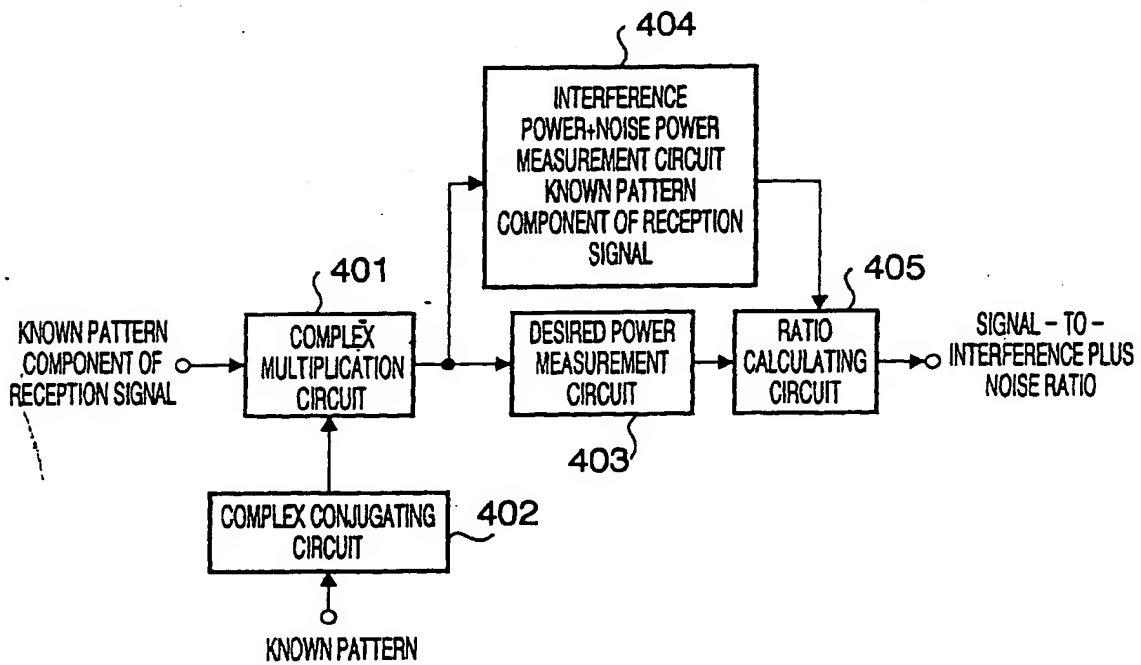 404
INTERFERENCE
POWER+NOISE POWER
MEASUREMENT CIRCUIT
KNOWN PATTERN
COMPONENT OF RECEPTION
SIGNAL
401
405
KNOWN PATTERN
COMPONENT OF
RECEPTION SIGNAL
COMPLEX
MULTIPLICATION
CIRCUIT
DESIRED POWER
MEASUREMENT
CIRCUIT
RATIO
CALCULATING
CIRCUIT
SIGNAL – TO –
INTERFERENCE PLUS
NOISE RATIO
403
COMPLEX CONJUGATING
CIRCUIT
402
KNOWN PATTERN